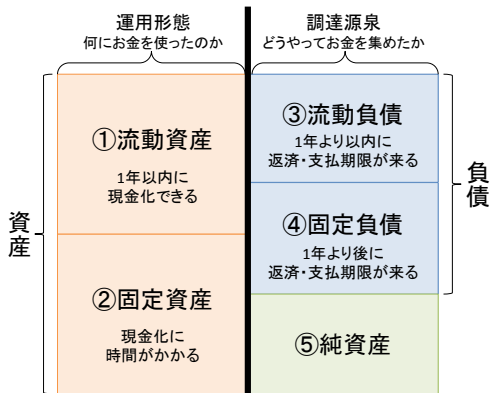 運用形態
何にお金を使ったのか
調達源泉
どうやってお金を集めたか
資産
①流動資産
1年以内に
現金化できる
②固定資産
現金化に
時間がかかる
③流動負債
1年より以内に
返済・支払期限が来る
④固定負債
1年より後に
返済・支払期限が来る
⑤純資産
負債